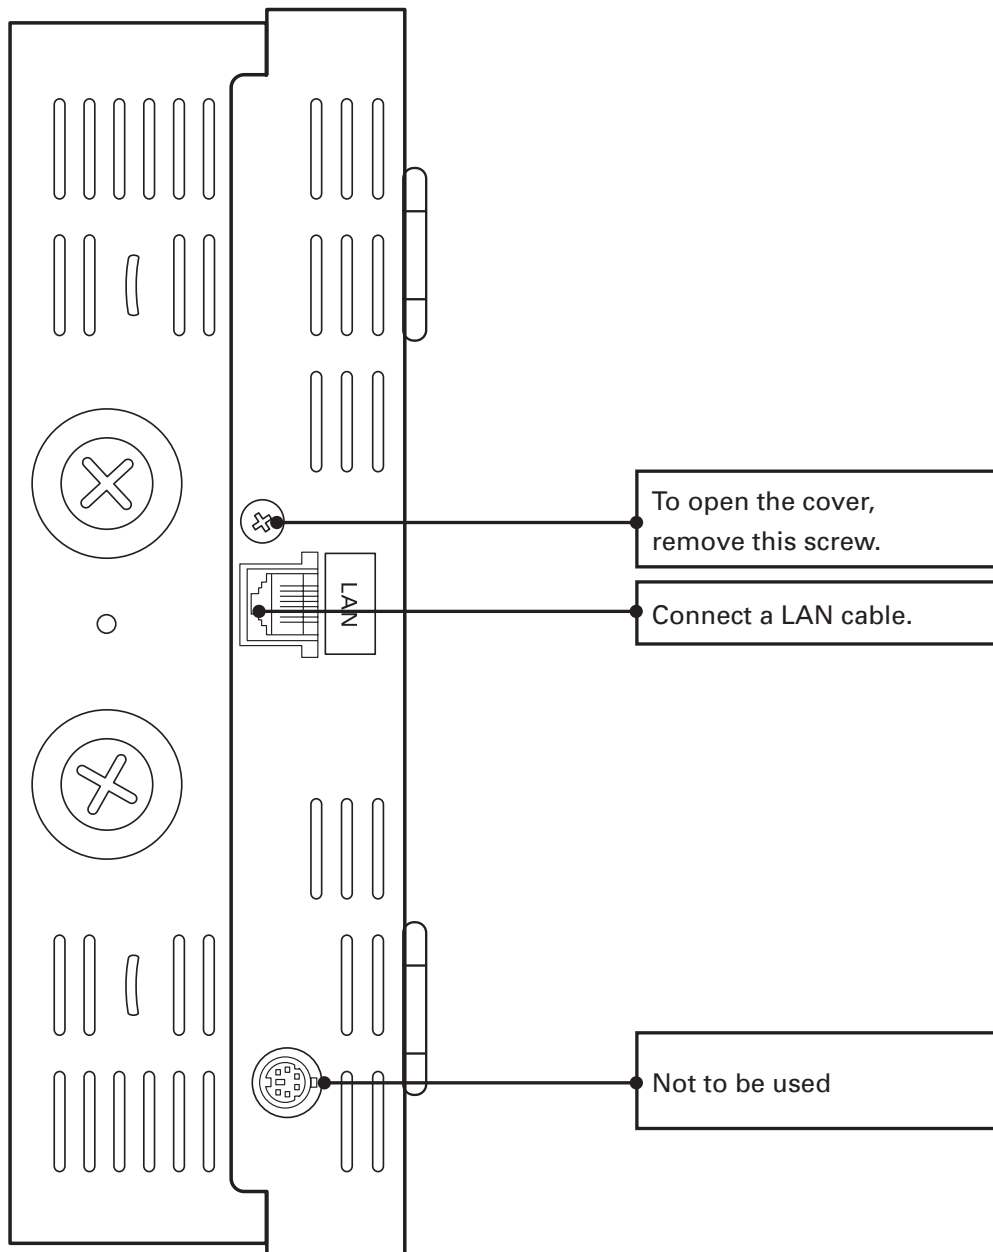 To open the cover,
remove this screw.
LAN
Connect a LAN cable.
Not to be used